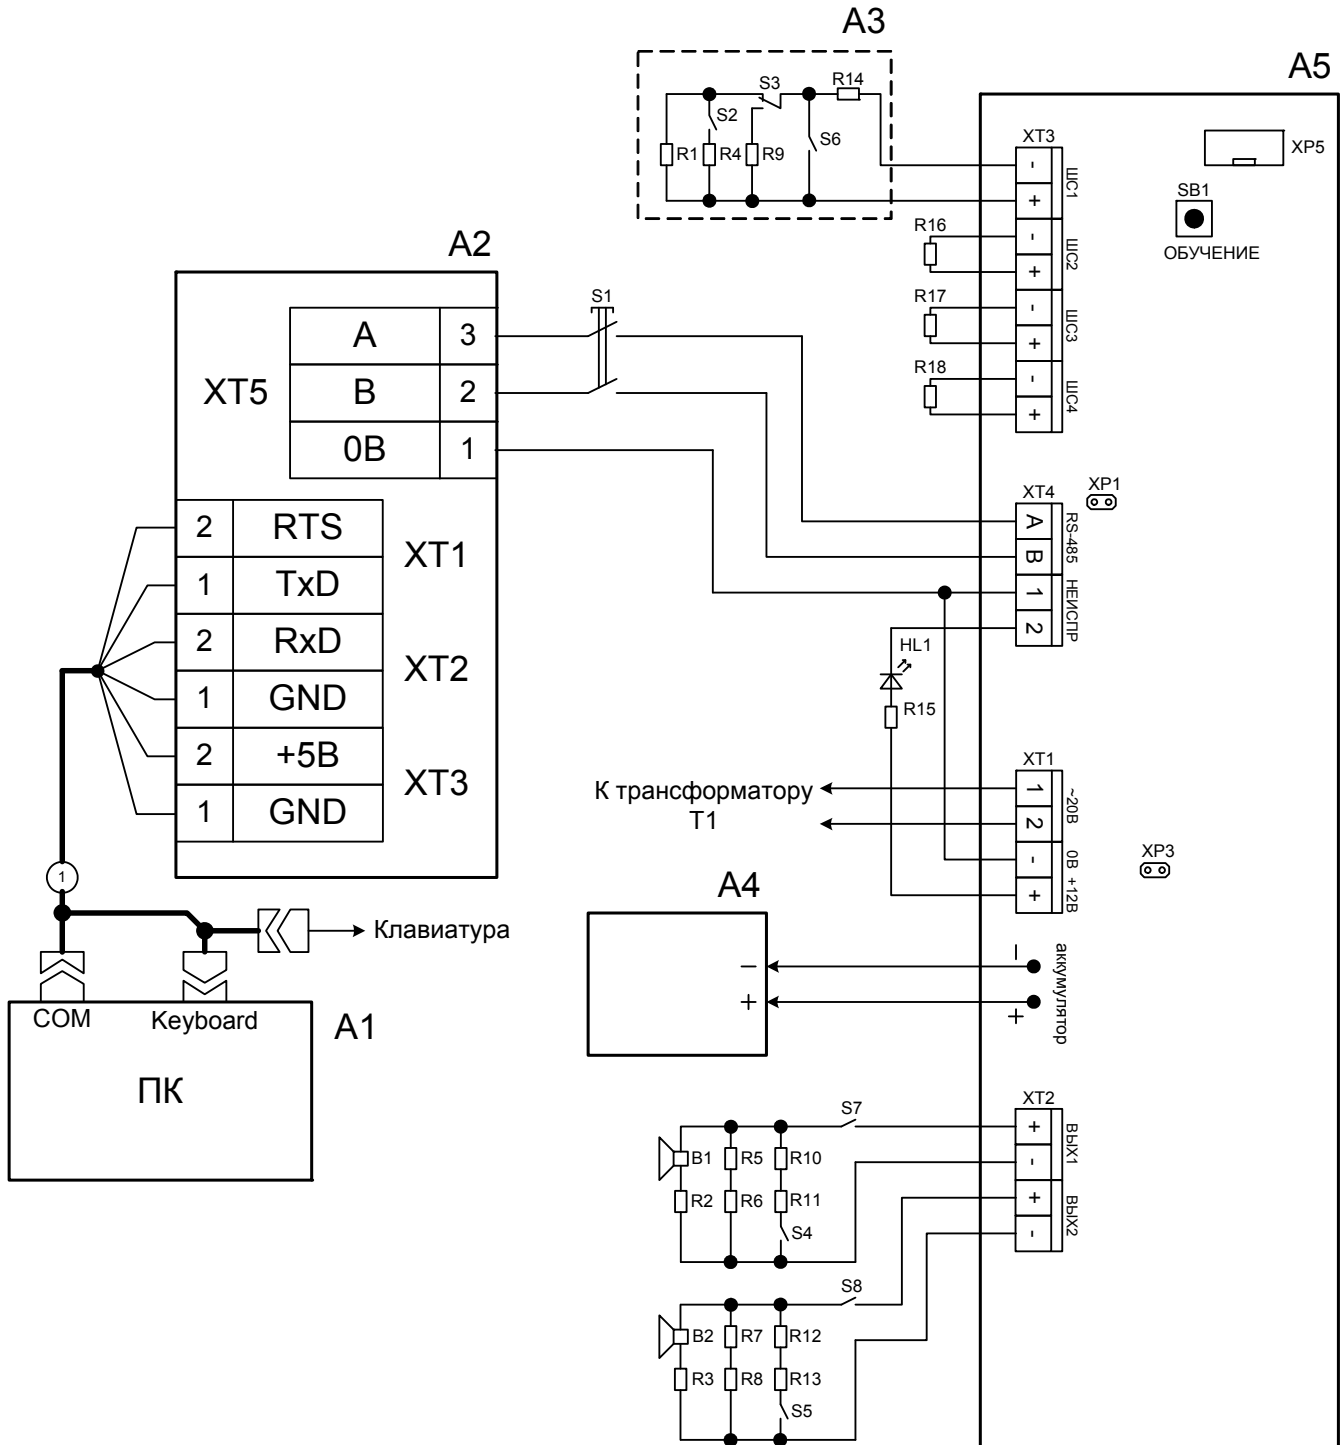 A3
A5
S3
R14
S2
S6
R1
R4
R9
XT3
-
+
ШС1
-
+
ШС2
-
+
ШС3
-
+
ШС4
XP5
SB1
ОБУЧЕНИЕ
R16
R17
R18
A2
S1
XT5
A 3
B 2
0В 1
2 RTS
1 TxD
XT1
2 RxD
1 GND
XT2
2 +5В
1 GND
XT3
XT4
XP1
A
B
RS-485
1
2
НЕИСПР
HL1
R15
К трансформатору
Т1
XT1
1
2
~20В
-
+
0В +12В
XP3
1
Клавиатура
COM
Keyboard
A1
ПК
A4
−
+
−
+
аккумулятор
S7
XT2
+
-
ВЫХ1
+
-
ВЫХ2
B1
R5
R10
R2
R6
R11
S4
S8
B2
R7
R12
R3
R8
R13
S5